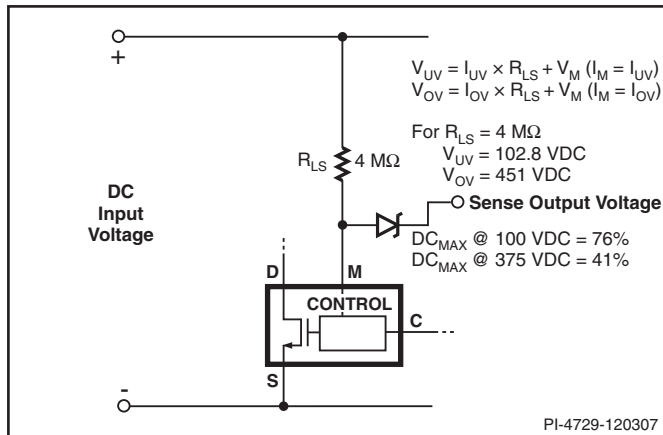 +
V_UV = I_UV × R_LS + V_M (I_M = I_UV)
V_OV = I_OV × R_LS + V_M (I_M = I_OV)
For R_LS = 4 MΩ
V_UV = 102.8 VDC
V_OV = 451 VDC
R_LS 4 MΩ
DC
Input
Voltage
Sense Output Voltage
DC_MAX @ 100 VDC = 76%
DC_MAX @ 375 VDC = 41%
D M
CONTROL
C
S
-
PI-4729-120307